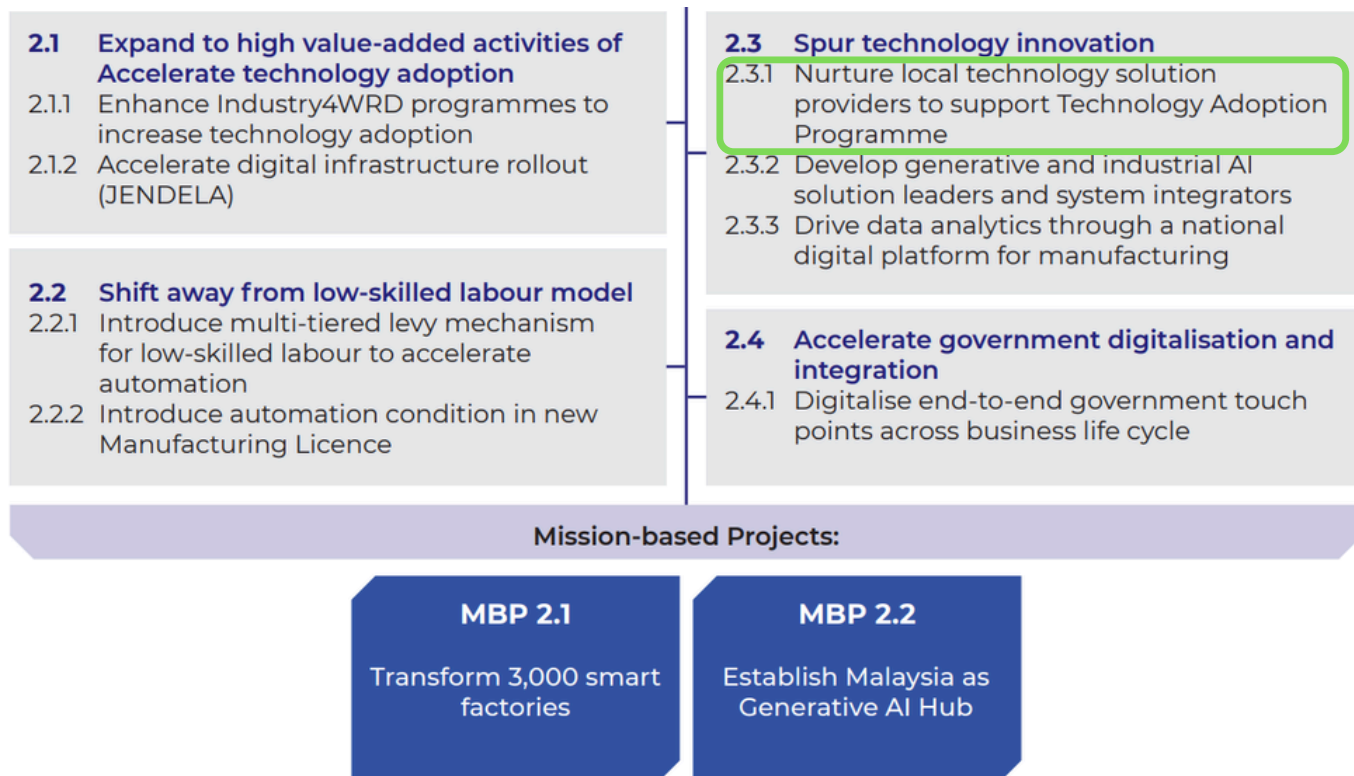 2.1 Expand to high value-added activities of
Accelerate technology adoption
2.1.1 Enhance Industry4WRD programmes to
increase technology adoption
2.1.2 Accelerate digital infrastructure rollout
(JENDELA)
2.2 Shift away from low-skilled labour model
2.2.1 Introduce multi-tiered levy mechanism
for low-skilled labour to accelerate
automation
2.2.2 Introduce automation condition in new
Manufacturing Licence
2.3 Spur technology innovation
2.3.1 Nurture local technology solution
providers to support Technology Adoption
Programme
2.3.2 Develop generative and industrial AI
solution leaders and system integrators
2.3.3 Drive data analytics through a national
digital platform for manufacturing
2.4 Accelerate government digitalisation and
integration
2.4.1 Digitalise end-to-end government touch
points across business life cycle
Mission-based Projects:
MBP 2.1
Transform 3,000 smart
factories
MBP 2.2
Establish Malaysia as
Generative AI Hub